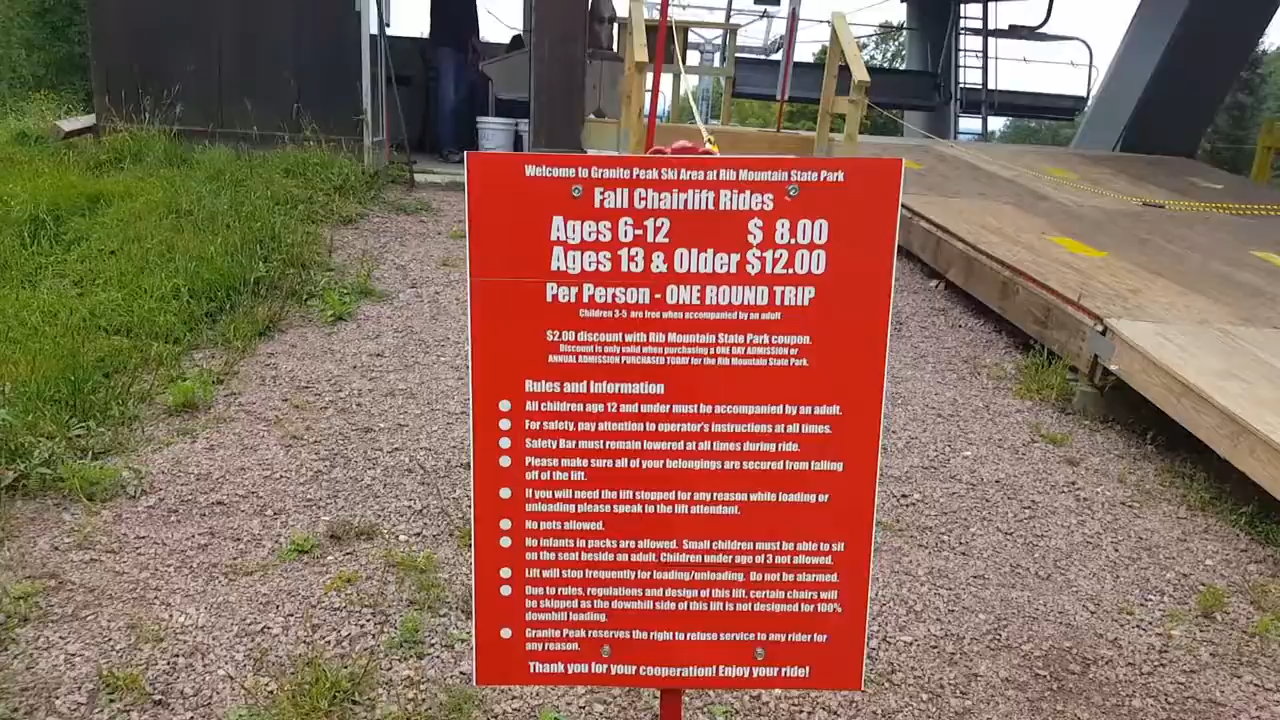 Welcome to Granite Peak Ski Area at Rib Mountain State Park
Fall Chairlift Rides
Ages 6-12 $ 8.00
Ages 13 & Older $12.00
Per Person - ONE ROUND TRIP
Children 3-5 are free when accompanied by an adult
$2.00 discount with Rib Mountain State Park coupon.
Discount is only valid when purchasing a ONE DAY ADMISSION or
ANNUAL ADMISSION PURCHASED TODAY for the Rib Mountain State Park.
Rules and Information
All children age 12 and under must be accompanied by an adult.
For safety, pay attention to operator's instructions at all times.
Safety Bar must remain lowered at all times during ride.
Please make sure all of your belongings are secured from falling
off of the lift.
If you will need the lift stopped for any reason while loading or
unloading please speak to the lift attendant.
No pets allowed.
No infants in packs are allowed. Small children must be able to sit
on the seat beside an adult. Children under age of 3 not allowed.
Lift will stop frequently for loading/unloading. Do not be alarmed.
Due to rules, regulations and design of this lift, certain chairs will
be skipped as the downhill side of this lift is not designed for 100%
downhill loading.
Granite Peak reserves the right to refuse service to any rider for
any reason.
Thank you for your cooperation! Enjoy your ride!